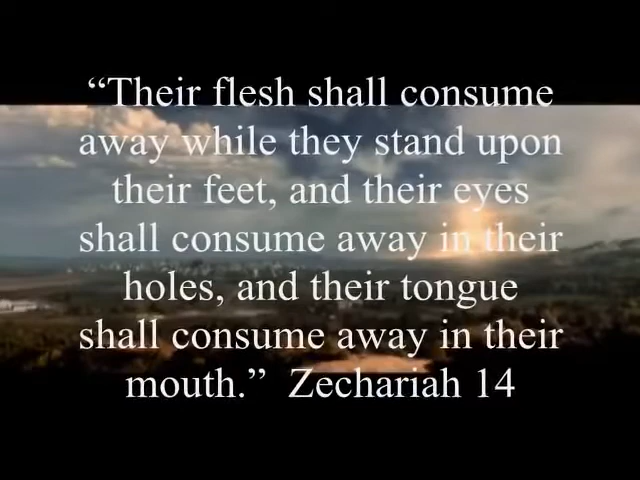 “Their flesh shall consume
away while they stand upon
their feet, and their eyes
shall consume away in their
holes, and their tongue
shall consume away in their
mouth.”  Zechariah 14